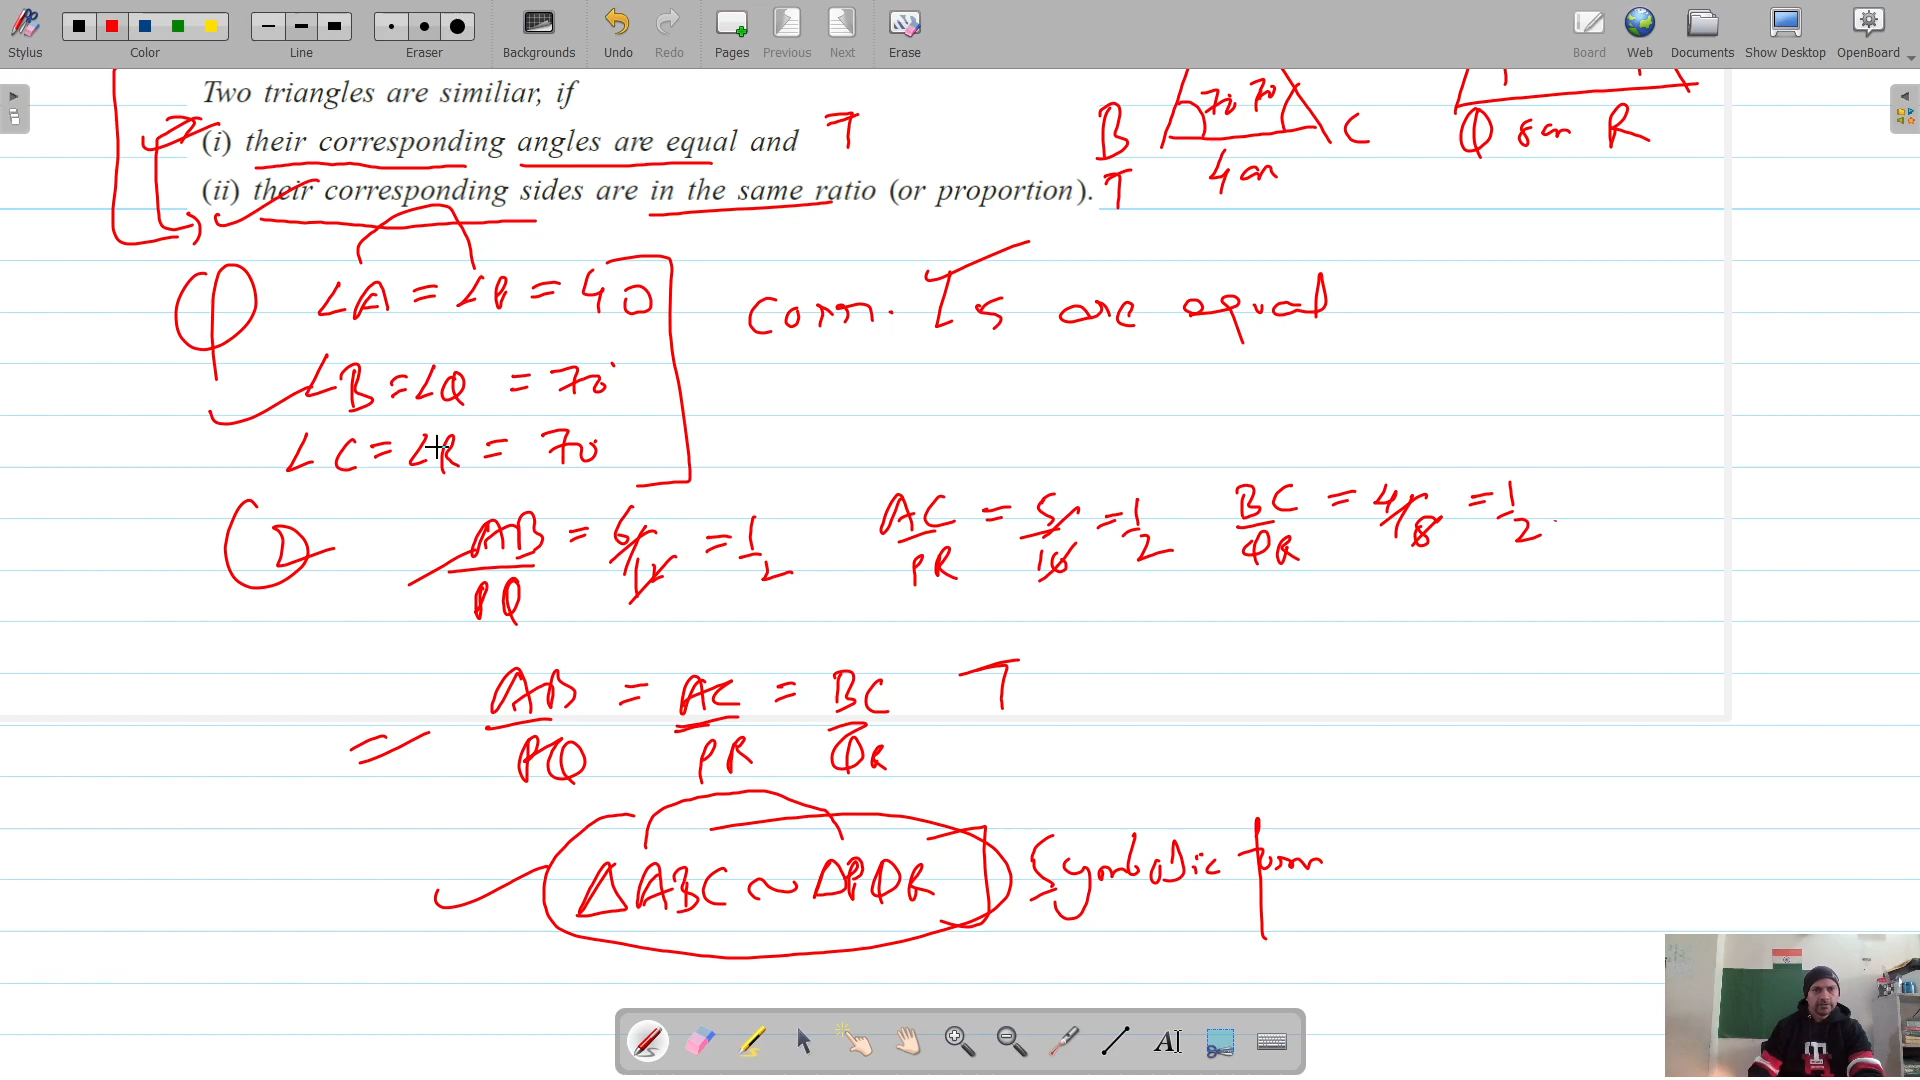 Stylus Color Line Eraser Backgrounds Undo Redo Pages Previous Next Erase Board Web Documents Show Desktop OpenBoard
Two triangles are similiar, if
(i) their corresponding angles are equal and T
(ii) their corresponding sides are in the same ratio (or proportion).
70 70
B C
4 cm
T
Q 8 cm R
① ∠A = ∠P = 40
Corr. ∠s are equal
∠B = ∠Q = 70°
∠C = ∠R = 70
② AB/PQ = 6/12 = 1/2 AC/PR = 5/10 = 1/2 BC/QR = 4/8 = 1/2
= AB/PQ = AC/PR = BC/QR T
ΔABC ~ ΔPQR Symbolic form